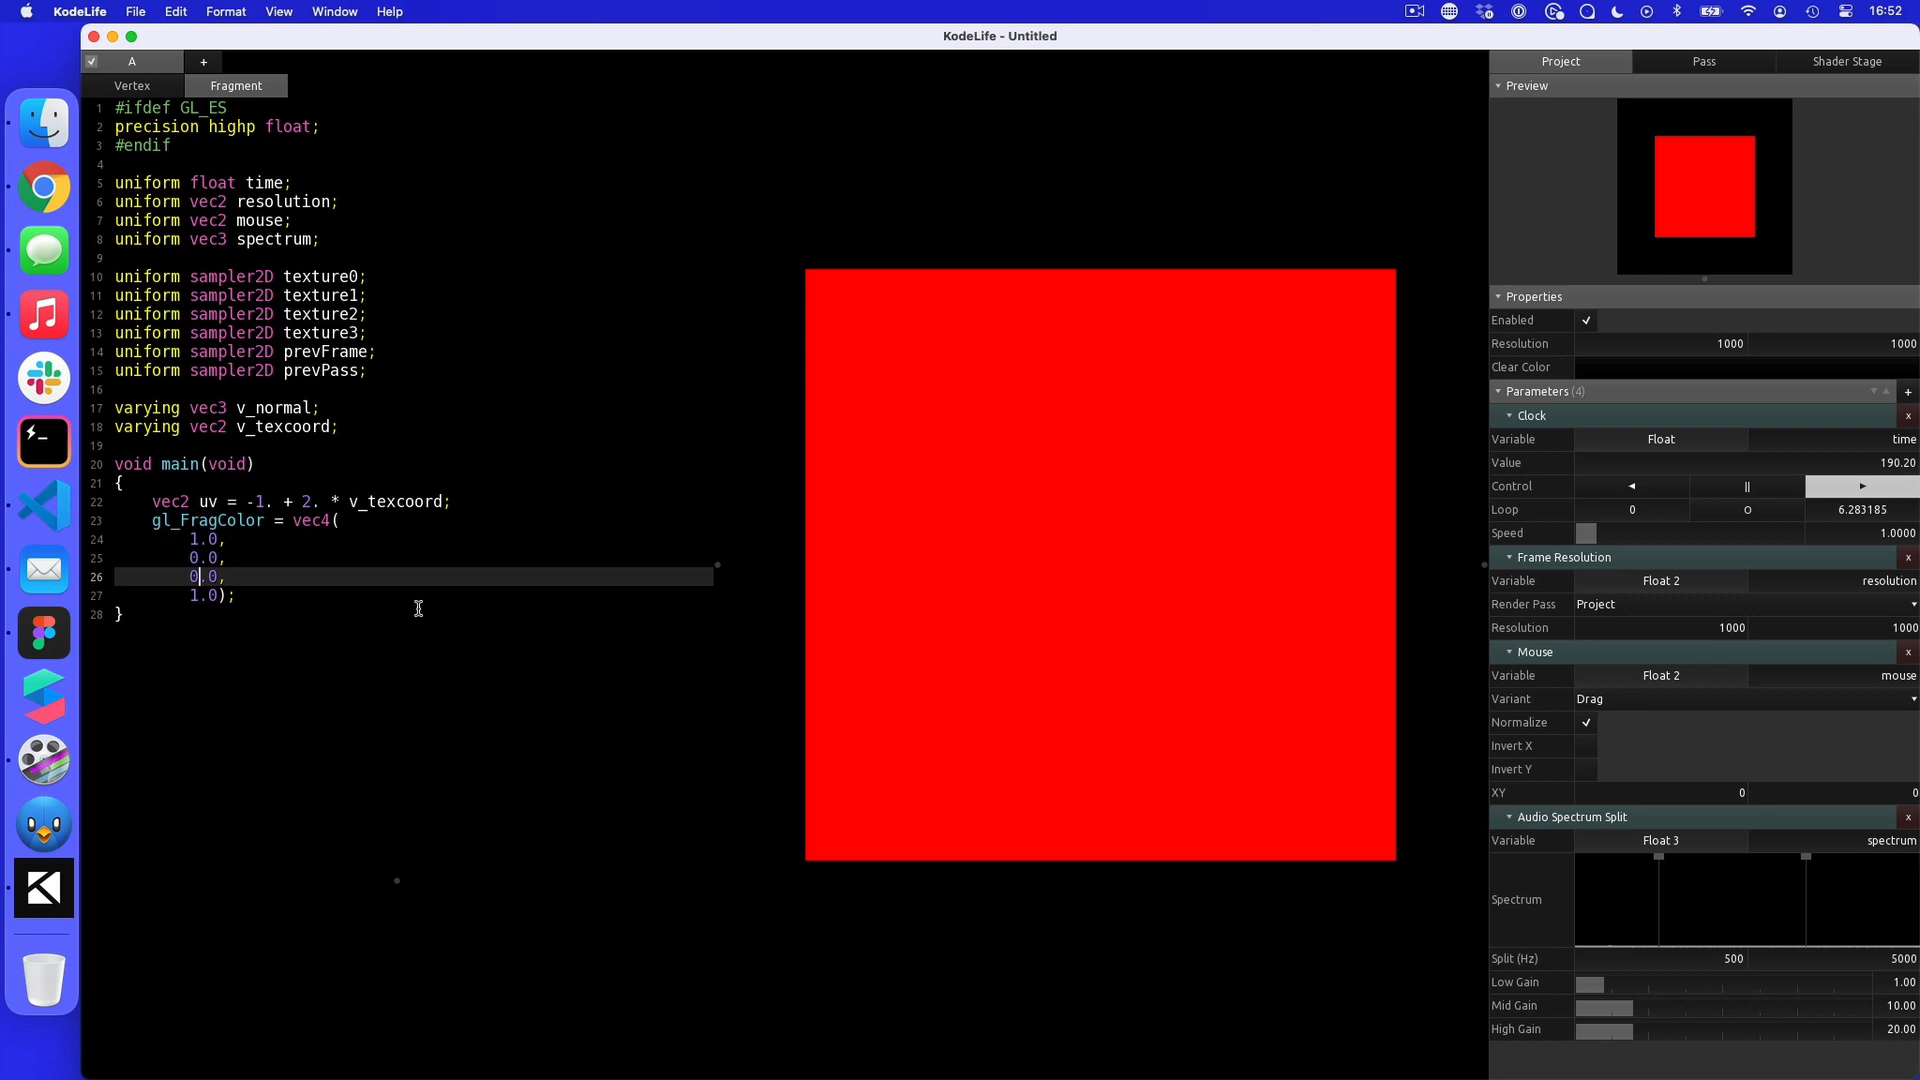 KodeLife File Edit Format View Window Help 16:52
KodeLife - Untitled
A +
Vertex Fragment
1 #ifdef GL_ES
2 precision highp float;
3 #endif
4
5 uniform float time;
6 uniform vec2 resolution;
7 uniform vec2 mouse;
8 uniform vec3 spectrum;
9
10 uniform sampler2D texture0;
11 uniform sampler2D texture1;
12 uniform sampler2D texture2;
13 uniform sampler2D texture3;
14 uniform sampler2D prevFrame;
15 uniform sampler2D prevPass;
16
17 varying vec3 v_normal;
18 varying vec2 v_texcoord;
19
20 void main(void)
21 {
22 vec2 uv = -1. + 2. * v_texcoord;
23 gl_FragColor = vec4(
24 1.0,
25 0.0,
26 0.0,
27 1.0);
28 }
Project Pass Shader Stage
Preview
Properties
Enabled
Resolution 1000 1000
Clear Color
Parameters (4) +
Clock x
Variable Float time
Value 190.20
Control
Loop 0 O 6.283185
Speed 1.0000
Frame Resolution x
Variable Float 2 resolution
Render Pass Project
Resolution 1000 1000
Mouse x
Variable Float 2 mouse
Variant Drag
Normalize
Invert X
Invert Y
XY 0 0
Audio Spectrum Split x
Variable Float 3 spectrum
Spectrum
Split (Hz) 500 5000
Low Gain 1.00
Mid Gain 10.00
High Gain 20.00